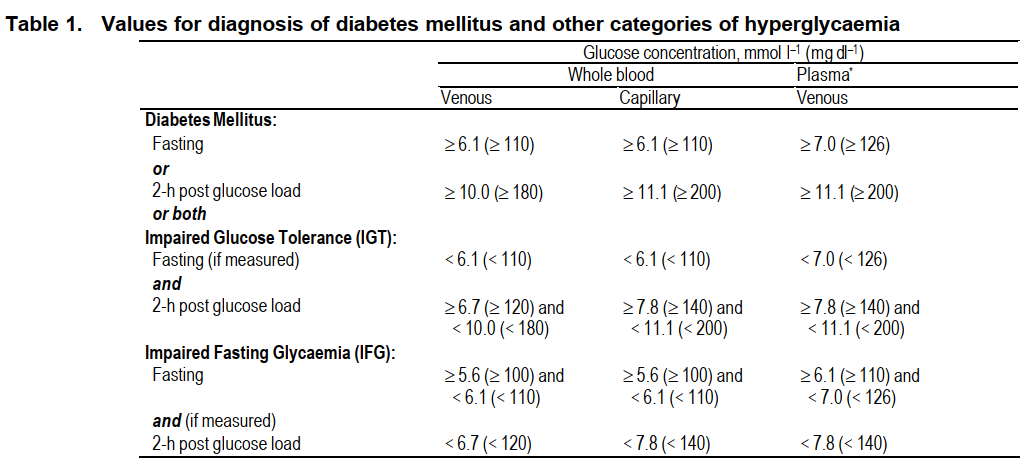 Table 1. Values for diagnosis of diabetes mellitus and other categories of hyperglycaemia
Glucose concentration, mmol l–1 (mg dl–1)
Whole blood Plasma*
Venous Capillary Venous
Diabetes Mellitus:
Fasting ≥ 6.1 (≥ 110) ≥ 6.1 (≥ 110) ≥ 7.0 (≥ 126)
or
2-h post glucose load ≥ 10.0 (≥ 180) ≥ 11.1 (≥ 200) ≥ 11.1 (≥ 200)
or both
Impaired Glucose Tolerance (IGT):
Fasting (if measured) < 6.1 (< 110) < 6.1 (< 110) < 7.0 (< 126)
and
2-h post glucose load ≥ 6.7 (≥ 120) and ≥ 7.8 (≥ 140) and ≥ 7.8 (≥ 140) and
< 10.0 (< 180) < 11.1 (< 200) < 11.1 (< 200)
Impaired Fasting Glycaemia (IFG):
Fasting ≥ 5.6 (≥ 100) and ≥ 5.6 (≥ 100) and ≥ 6.1 (≥ 110) and
< 6.1 (< 110) < 6.1 (< 110) < 7.0 (< 126)
and (if measured)
2-h post glucose load < 6.7 (< 120) < 7.8 (< 140) < 7.8 (< 140)